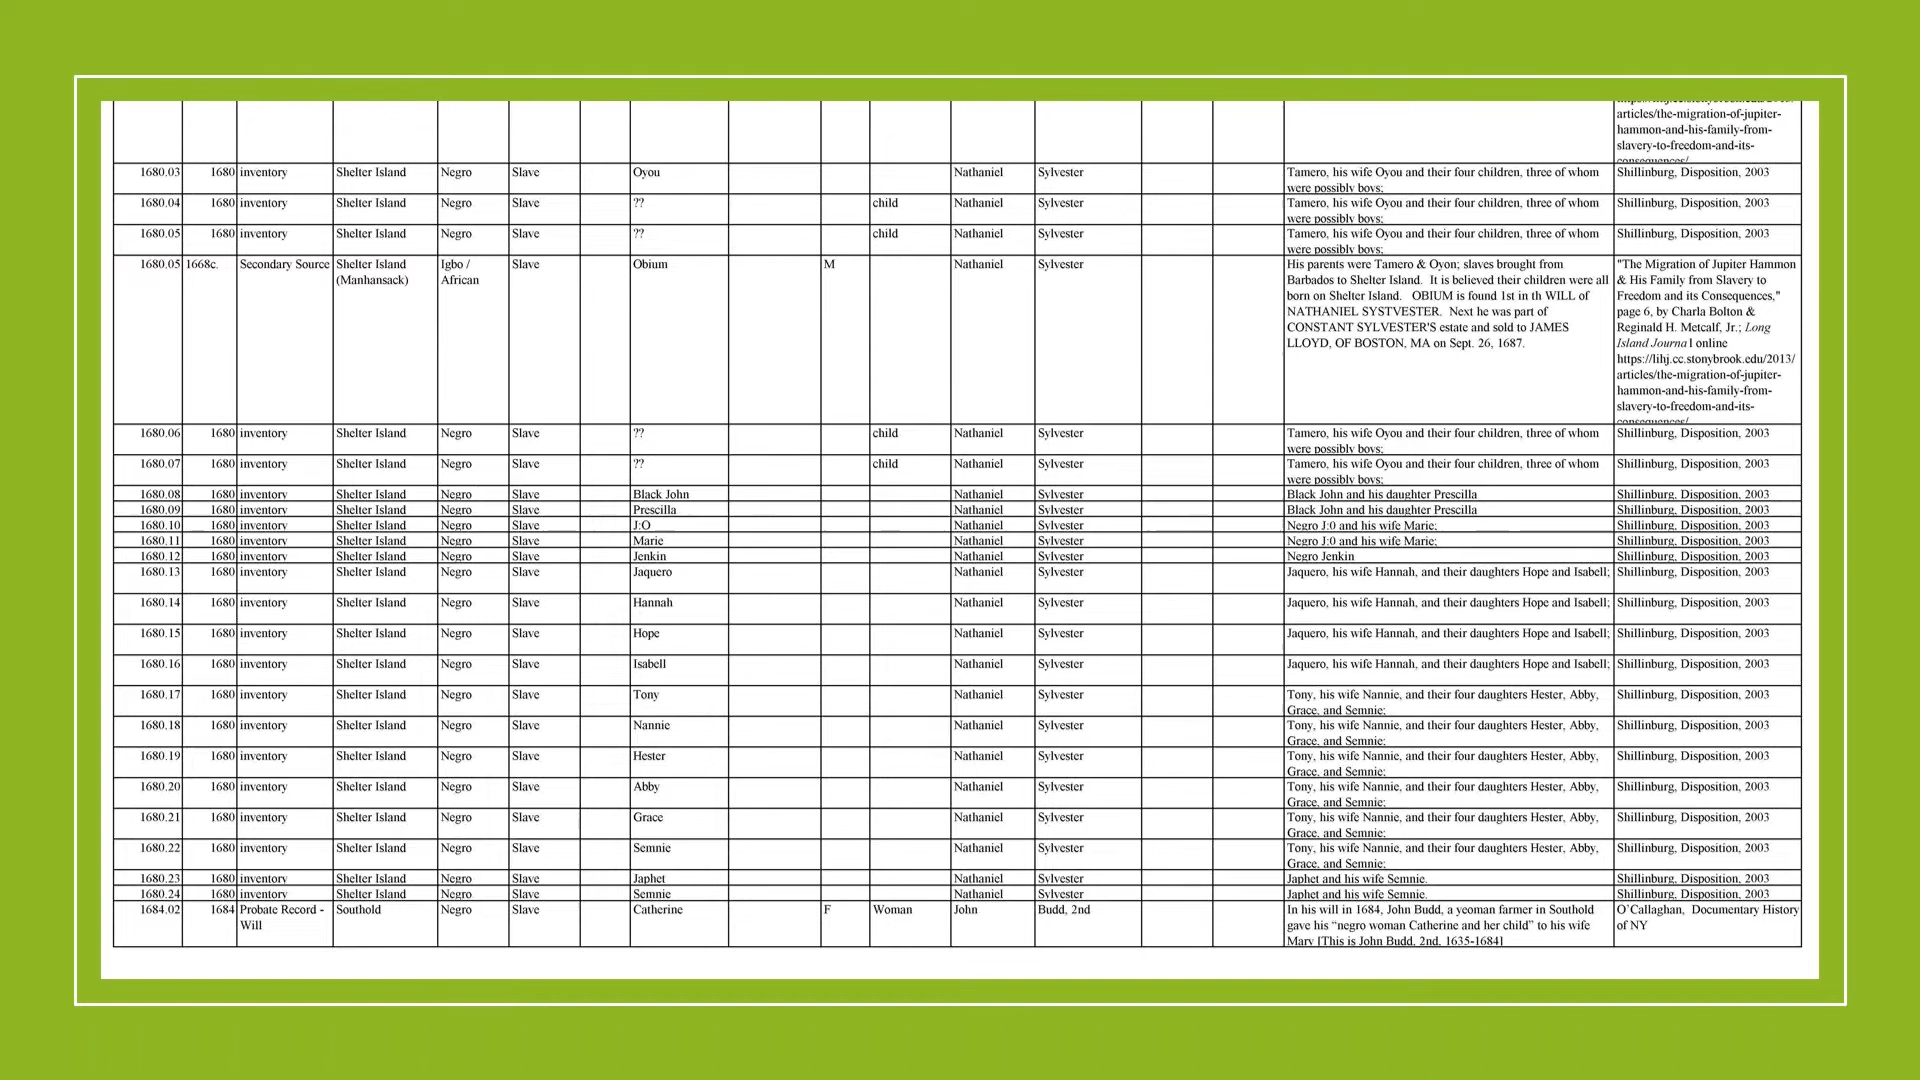 articles/the-migration-of-jupiter-
hammon-and-his-family-from-
slavery-to-freedom-and-its-
consequences/
1680.03 1680 inventory Shelter Island Negro Slave Oyou Nathaniel Sylvester Tamero, his wife Oyou and their four children, three of whom Shillinburg, Disposition, 2003
were possibly boys;
1680.04 1680 inventory Shelter Island Negro Slave ?? child Nathaniel Sylvester Tamero, his wife Oyou and their four children, three of whom Shillinburg, Disposition, 2003
were possibly boys;
1680.05 1680 inventory Shelter Island Negro Slave ?? child Nathaniel Sylvester Tamero, his wife Oyou and their four children, three of whom Shillinburg, Disposition, 2003
were possibly boys;
1680.05 1668c. Secondary Source Shelter Island Igbo / Slave Obium M Nathaniel Sylvester His parents were Tamero & Oyon; slaves brought from "The Migration of Jupiter Hammon
(Manhansack) African Barbados to Shelter Island. It is believed their children were all & His Family from Slavery to
born on Shelter Island. OBIUM is found 1st in th WILL of Freedom and its Consequences,"
NATHANIEL SYSTVESTER. Next he was part of page 6, by Charla Bolton &
CONSTANT SYLVESTER'S estate and sold to JAMES Reginald H. Metcalf, Jr.; Long
LLOYD, OF BOSTON, MA on Sept. 26, 1687. Island Journal online
https://lihj.cc.stonybrook.edu/2013/
articles/the-migration-of-jupiter-
hammon-and-his-family-from-
slavery-to-freedom-and-its-
consequences/
1680.06 1680 inventory Shelter Island Negro Slave ?? child Nathaniel Sylvester Tamero, his wife Oyou and their four children, three of whom Shillinburg, Disposition, 2003
were possibly boys;
1680.07 1680 inventory Shelter Island Negro Slave ?? child Nathaniel Sylvester Tamero, his wife Oyou and their four children, three of whom Shillinburg, Disposition, 2003
were possibly boys;
1680.08 1680 inventory Shelter Island Negro Slave Black John Nathaniel Sylvester Black John and his daughter Prescilla Shillinburg, Disposition, 2003
1680.09 1680 inventory Shelter Island Negro Slave Prescilla Nathaniel Sylvester Black John and his daughter Prescilla Shillinburg, Disposition, 2003
1680.10 1680 inventory Shelter Island Negro Slave J:O Nathaniel Sylvester Negro J:0 and his wife Marie; Shillinburg, Disposition, 2003
1680.11 1680 inventory Shelter Island Negro Slave Marie Nathaniel Sylvester Negro J:0 and his wife Marie; Shillinburg, Disposition, 2003
1680.12 1680 inventory Shelter Island Negro Slave Jenkin Nathaniel Sylvester Negro Jenkin Shillinburg, Disposition, 2003
1680.13 1680 inventory Shelter Island Negro Slave Jaquero Nathaniel Sylvester Jaquero, his wife Hannah, and their daughters Hope and Isabell; Shillinburg, Disposition, 2003
1680.14 1680 inventory Shelter Island Negro Slave Hannah Nathaniel Sylvester Jaquero, his wife Hannah, and their daughters Hope and Isabell; Shillinburg, Disposition, 2003
1680.15 1680 inventory Shelter Island Negro Slave Hope Nathaniel Sylvester Jaquero, his wife Hannah, and their daughters Hope and Isabell; Shillinburg, Disposition, 2003
1680.16 1680 inventory Shelter Island Negro Slave Isabell Nathaniel Sylvester Jaquero, his wife Hannah, and their daughters Hope and Isabell; Shillinburg, Disposition, 2003
1680.17 1680 inventory Shelter Island Negro Slave Tony Nathaniel Sylvester Tony, his wife Nannie, and their four daughters Hester, Abby, Shillinburg, Disposition, 2003
Grace, and Semnie;
1680.18 1680 inventory Shelter Island Negro Slave Nannie Nathaniel Sylvester Tony, his wife Nannie, and their four daughters Hester, Abby, Shillinburg, Disposition, 2003
Grace, and Semnie;
1680.19 1680 inventory Shelter Island Negro Slave Hester Nathaniel Sylvester Tony, his wife Nannie, and their four daughters Hester, Abby, Shillinburg, Disposition, 2003
Grace, and Semnie;
1680.20 1680 inventory Shelter Island Negro Slave Abby Nathaniel Sylvester Tony, his wife Nannie, and their four daughters Hester, Abby, Shillinburg, Disposition, 2003
Grace, and Semnie;
1680.21 1680 inventory Shelter Island Negro Slave Grace Nathaniel Sylvester Tony, his wife Nannie, and their four daughters Hester, Abby, Shillinburg, Disposition, 2003
Grace, and Semnie;
1680.22 1680 inventory Shelter Island Negro Slave Semnie Nathaniel Sylvester Tony, his wife Nannie, and their four daughters Hester, Abby, Shillinburg, Disposition, 2003
Grace, and Semnie;
1680.23 1680 inventory Shelter Island Negro Slave Japhet Nathaniel Sylvester Japhet and his wife Semnie. Shillinburg, Disposition, 2003
1680.24 1680 inventory Shelter Island Negro Slave Semnie Nathaniel Sylvester Japhet and his wife Semnie. Shillinburg, Disposition, 2003
1684.02 1684 Probate Record - Southold Negro Slave Catherine F Woman John Budd, 2nd In his will in 1684, John Budd, a yeoman farmer in Southold O'Callaghan, Documentary History
Will gave his “negro woman Catherine and her child” to his wife of NY
Mary [This is John Budd, 2nd, 1635-1684]